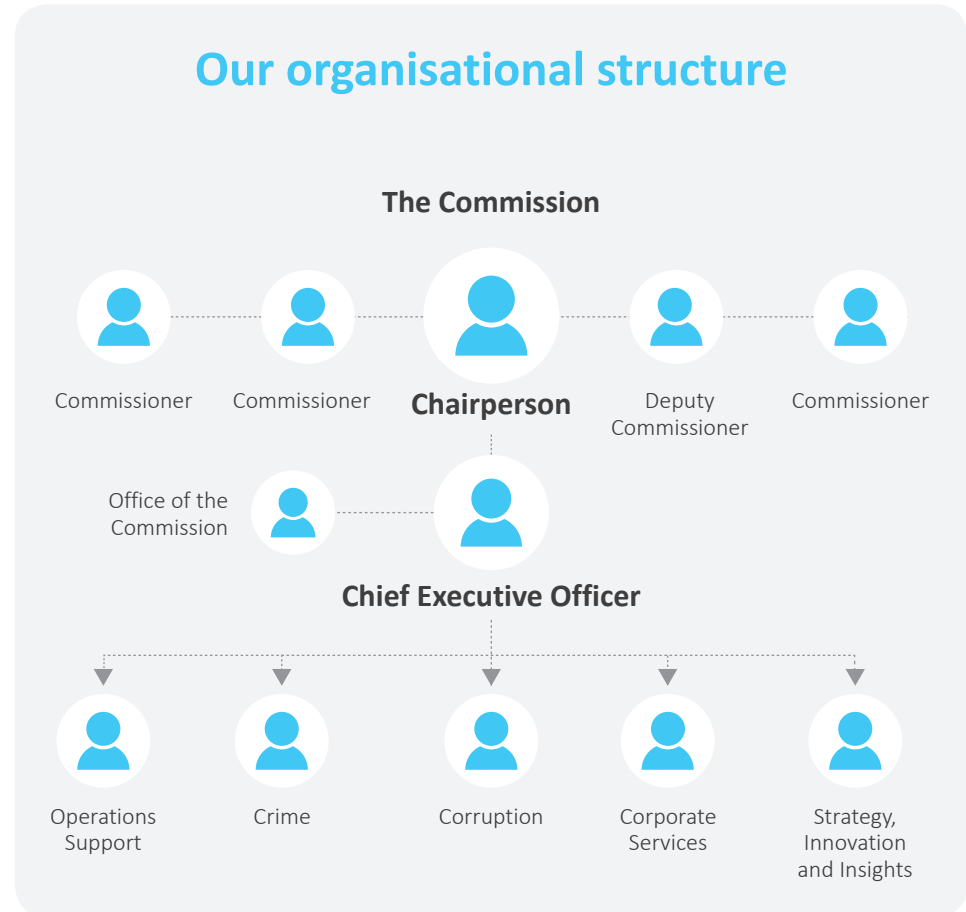 Our organisational structure
The Commission
Commissioner
Commissioner
Chairperson
Deputy
Commissioner
Commissioner
Office of the
Commission
Chief Executive Officer
Operations
Support
Crime
Corruption
Corporate
Services
Strategy,
Innovation
and Insights